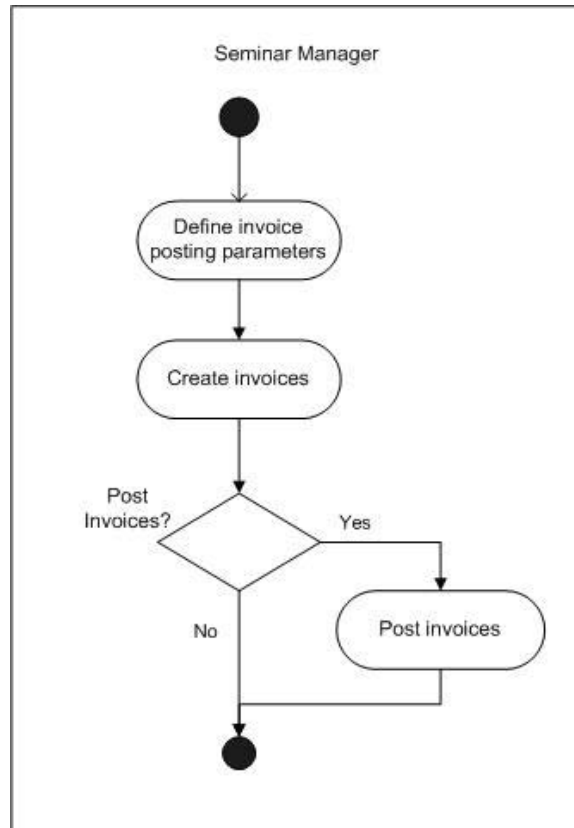 Seminar Manager
Define invoice
posting parameters
Create invoices
Post
Invoices?
Yes
No
Post invoices